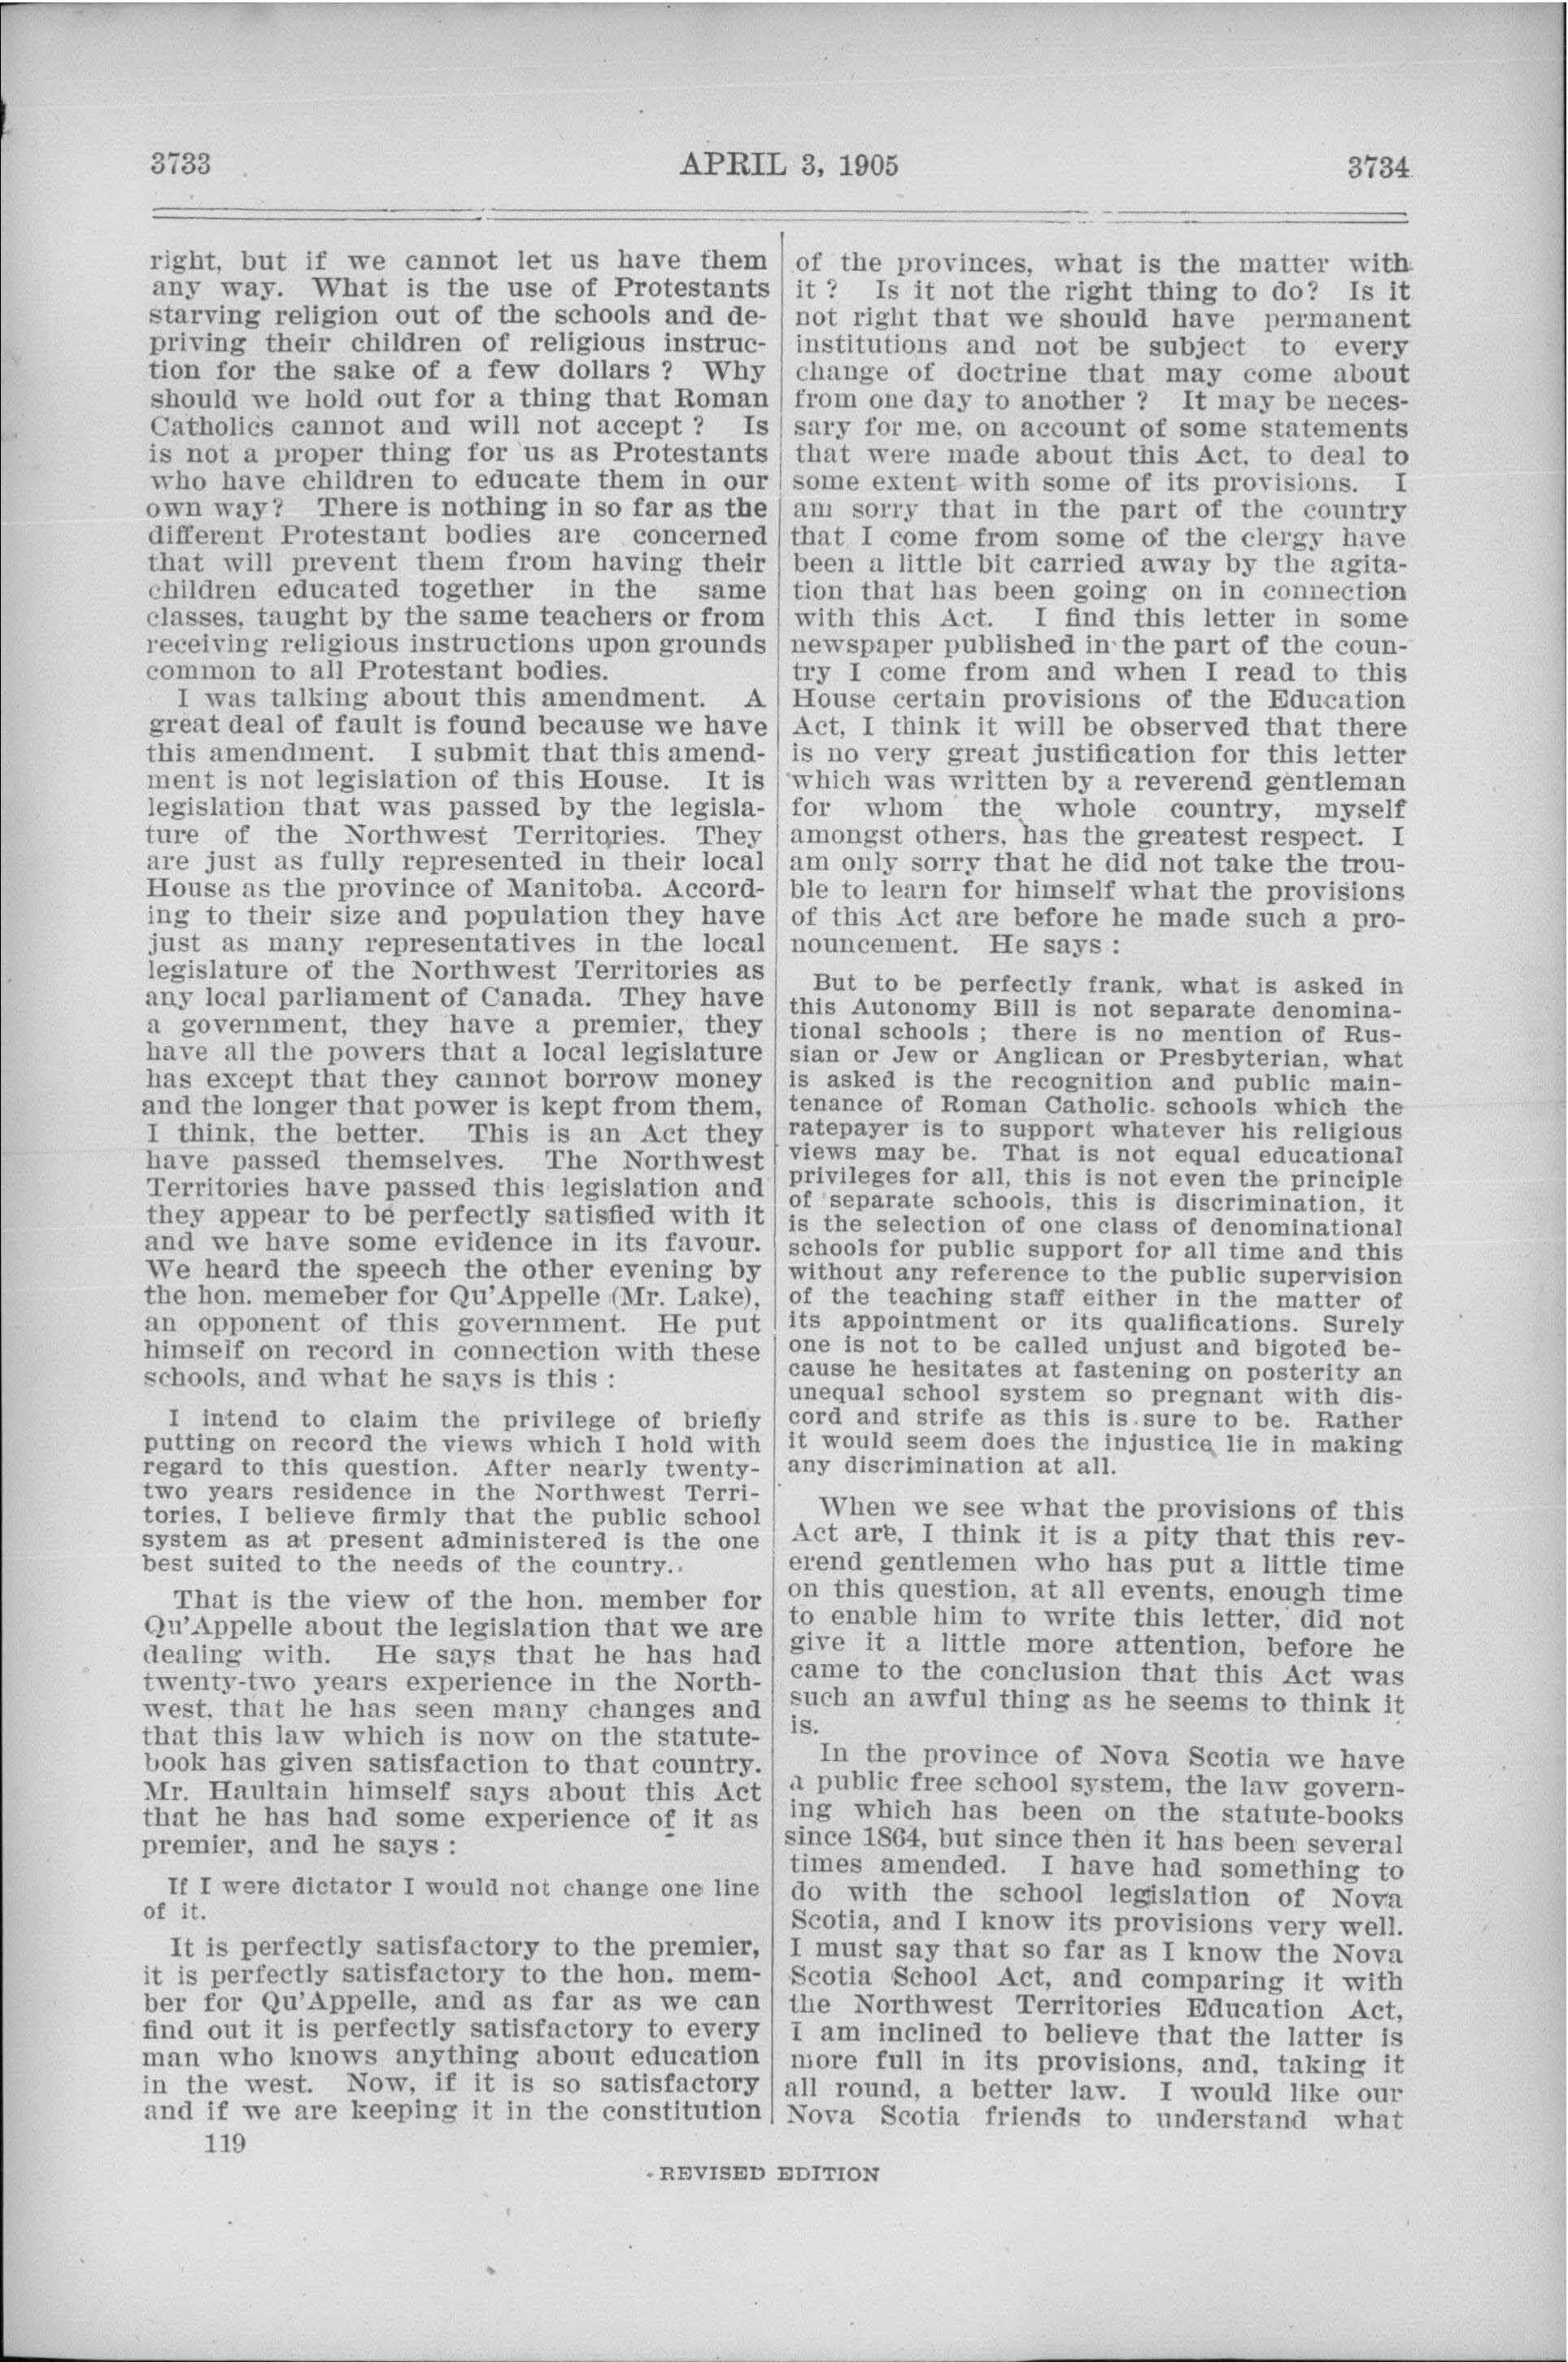 3733 APRIL 3, 1905 3734
right, but if we cannot let us have them
any way. What is the use of Protestants
starving religion out of the schools and de-
priving their children of religious instruc-
tion for the sake of a few dollars ? Why
should we hold out for a thing that Roman
Catholics cannot and will not accept ? Is
is not a proper thing for us as Protestants
who have children to educate them in our
own way? There is nothing in so far as the
different Protestant bodies are concerned
that will prevent them from having their
children educated together in the same
classes, taught by the same teachers or from
receiving religious instructions upon grounds
common to all Protestant bodies.
I was talking about this amendment. A
great deal of fault is found because we have
this amendment. I submit that this amend-
ment is not legislation of this House. It is
legislation that was passed by the legisla-
ture of the Northwest Territories. They
are just as fully represented in their local
House as the province of Manitoba. Accord-
ing to their size and population they have
just as many representatives in the local
legislature of the Northwest Territories as
any local parliament of Canada. They have
a government, they have a premier, they
have all the powers that a local legislature
has except that they cannot borrow money
and the longer that power is kept from them,
I think, the better. This is an Act they
have passed themselves. The Northwest
Territories have passed this legislation and
they appear to be perfectly satisfied with it
and we have some evidence in its favour.
We heard the speech the other evening by
the hon. memeber for Qu'Appelle (Mr. Lake),
an opponent of this government. He put
himself on record in connection with these
schools, and what he says is this :
I intend to claim the privilege of briefly
putting on record the views which I hold with
regard to this question. After nearly twenty-
two years residence in the Northwest Terri-
tories, I believe firmly that the public school
system as at present administered is the one
best suited to the needs of the country..
That is the view of the hon. member for
Qu'Appelle about the legislation that we are
dealing with. He says that he has had
twenty-two years experience in the North-
west, that he has seen many changes and
that this law which is now on the statute-
book has given satisfaction to that country.
Mr. Haultain himself says about this Act
that he has had some experience of it as
premier, and he says :
If I were dictator I would not change one line
of it.
It is perfectly satisfactory to the premier,
it is perfectly satisfactory to the hon. mem-
ber for Qu'Appelle, and as far as we can
find out it is perfectly satisfactory to every
man who knows anything about education
in the west. Now, if it is so satisfactory
and if we are keeping it in the constitution
119
of the provinces, what is the matter with
it ? Is it not the right thing to do? Is it
not right that we should have permanent
institutions and not be subject to every
change of doctrine that may come about
from one day to another ? It may be neces-
sary for me, on account of some statements
that were made about this Act, to deal to
some extent with some of its provisions. I
am sorry that in the part of the country
that I come from some of the clergy have
been a little bit carried away by the agita-
tion that has been going on in connection
with this Act. I find this letter in some
newspaper published in the part of the coun-
try I come from and when I read to this
House certain provisions of the Education
Act, I think it will be observed that there
is no very great justification for this letter
which was written by a reverend gentleman
for whom the whole country, myself
amongst others, has the greatest respect. I
am only sorry that he did not take the trou-
ble to learn for himself what the provisions
of this Act are before he made such a pro-
nouncement. He says :
But to be perfectly frank, what is asked in
this Autonomy Bill is not separate denomina-
tional schools ; there is no mention of Rus-
sian or Jew or Anglican or Presbyterian, what
is asked is the recognition and public main-
tenance of Roman Catholic. schools which the
ratepayer is to support whatever his religious
views may be. That is not equal educational
privileges for all, this is not even the principle
of separate schools, this is discrimination, it
is the selection of one class of denominational
schools for public support for all time and this
without any reference to the public supervision
of the teaching staff either in the matter of
its appointment or its qualifications. Surely
one is not to be called unjust and bigoted be-
cause he hesitates at fastening on posterity an
unequal school system so pregnant with dis-
cord and strife as this is sure to be. Rather
it would seem does the injustice lie in making
any discrimination at all.
When we see what the provisions of this
Act are, I think it is a pity that this rev-
erend gentlemen who has put a little time
on this question, at all events, enough time
to enable him to write this letter, did not
give it a little more attention, before he
came to the conclusion that this Act was
such an awful thing as he seems to think it
is.
In the province of Nova Scotia we have
a public free school system, the law govern-
ing which has been on the statute-books
since 1864, but since then it has been several
times amended. I have had something to
do with the school legislation of Nova
Scotia, and I know its provisions very well.
I must say that so far as I know the Nova
Scotia School Act, and comparing it with
the Northwest Territories Education Act,
I am inclined to believe that the latter is
more full in its provisions, and, taking it
all round, a better law. I would like our
Nova Scotia friends to understand what
REVISED EDITION